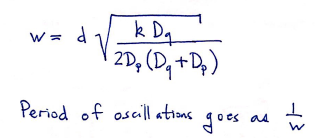 w = d √(k D_q / 2D_p (D_q + D_p))
Period of oscillations goes as 1/w